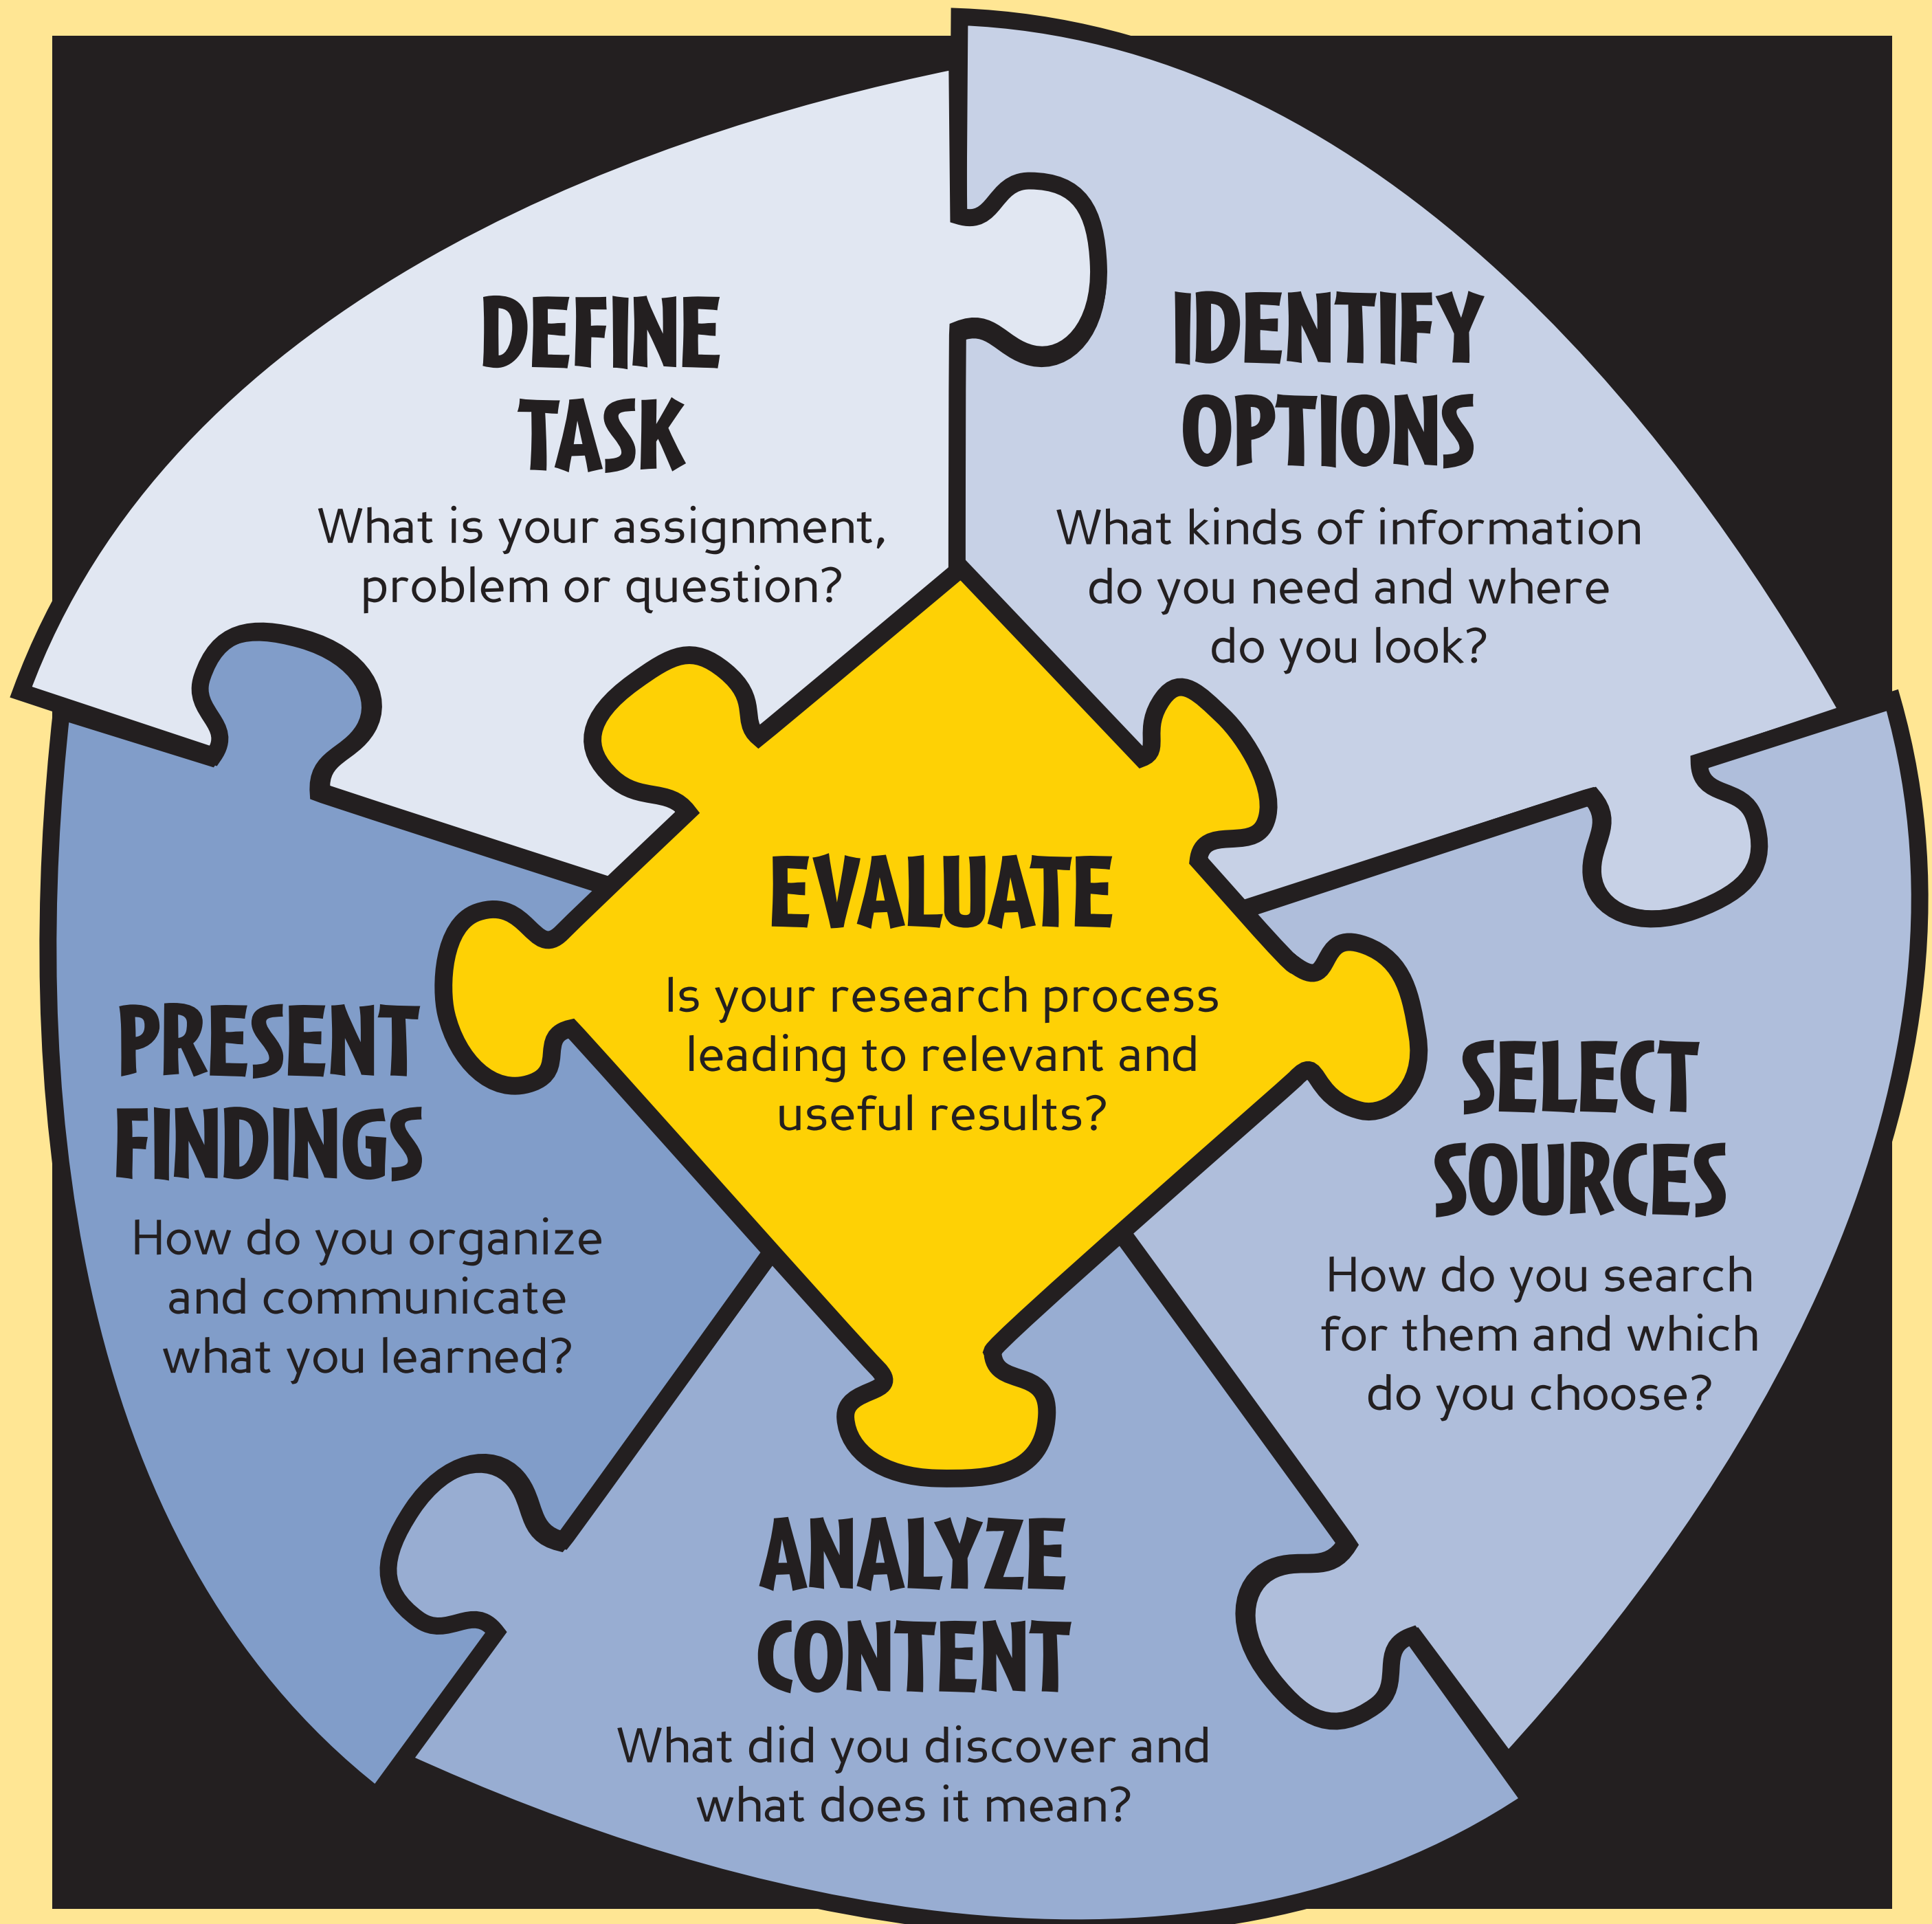 DEFINE
TASK
What is your assignment,
problem or question?
IDENTIFY
OPTIONS
What kinds of information
do you need and where
do you look?
EVALUATE
Is your research process
leading to relevant and
useful results?
SELECT
SOURCES
How do you search
for them and which
do you choose?
ANALYZE
CONTENT
What did you discover and
what does it mean?
PRESENT
FINDINGS
How do you organize
and communicate
what you learned?